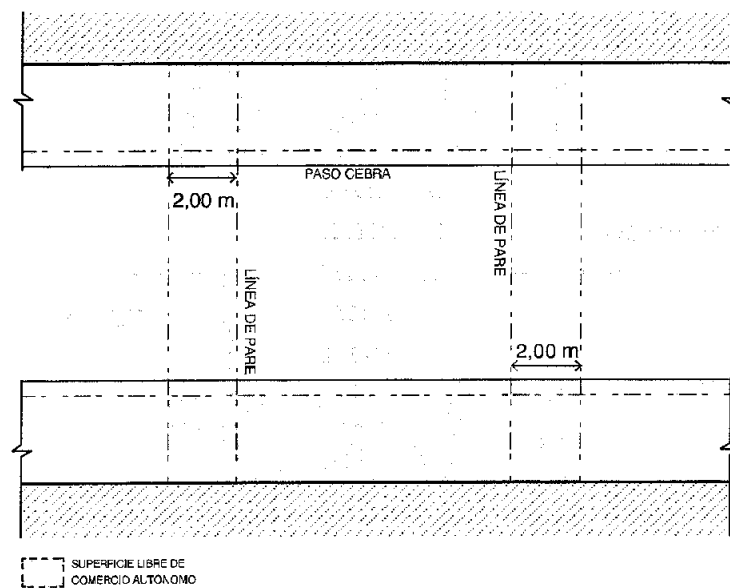 PASO CEBRA
2,00 m
LÍNEA DE PARE
LÍNEA DE PARE
2,00 m
SUPERFICIE LIBRE DE
COMERCIO AUTONOMO